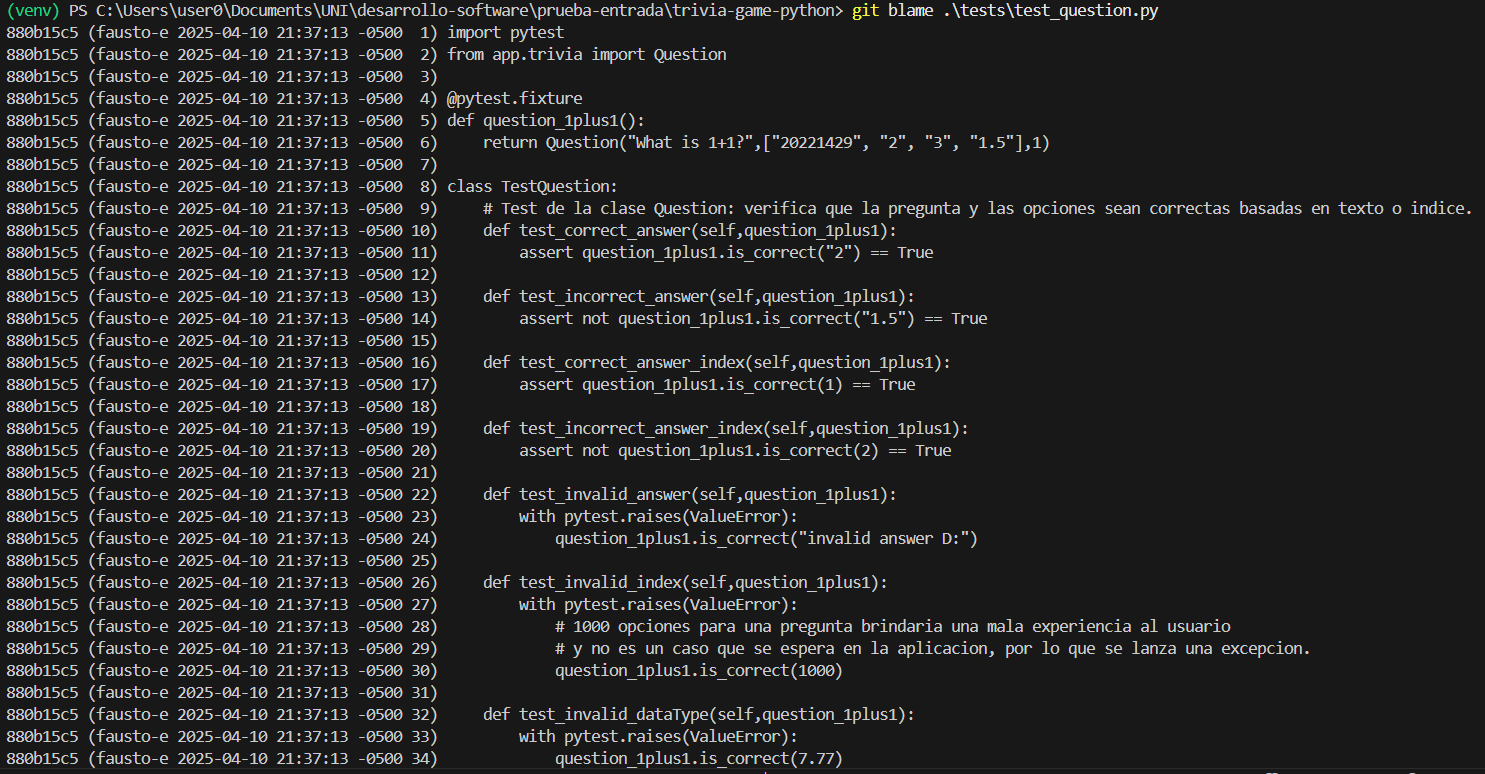 (venv) PS C:\Users\user0\Documents\UNI\desarrollo-software\prueba-entrada\trivia-game-python> git blame .\tests\test_question.py
880b15c5 (fausto-e 2025-04-10 21:37:13 -0500  1) import pytest
880b15c5 (fausto-e 2025-04-10 21:37:13 -0500  2) from app.trivia import Question
880b15c5 (fausto-e 2025-04-10 21:37:13 -0500  3)
880b15c5 (fausto-e 2025-04-10 21:37:13 -0500  4) @pytest.fixture
880b15c5 (fausto-e 2025-04-10 21:37:13 -0500  5) def question_1plus1():
880b15c5 (fausto-e 2025-04-10 21:37:13 -0500  6)     return Question("What is 1+1?",["20221429", "2", "3", "1.5"],1)
880b15c5 (fausto-e 2025-04-10 21:37:13 -0500  7)
880b15c5 (fausto-e 2025-04-10 21:37:13 -0500  8) class TestQuestion:
880b15c5 (fausto-e 2025-04-10 21:37:13 -0500  9)     # Test de la clase Question: verifica que la pregunta y las opciones sean correctas basadas en texto o indice.
880b15c5 (fausto-e 2025-04-10 21:37:13 -0500 10)     def test_correct_answer(self,question_1plus1):
880b15c5 (fausto-e 2025-04-10 21:37:13 -0500 11)         assert question_1plus1.is_correct("2") == True
880b15c5 (fausto-e 2025-04-10 21:37:13 -0500 12)
880b15c5 (fausto-e 2025-04-10 21:37:13 -0500 13)     def test_incorrect_answer(self,question_1plus1):
880b15c5 (fausto-e 2025-04-10 21:37:13 -0500 14)         assert not question_1plus1.is_correct("1.5") == True
880b15c5 (fausto-e 2025-04-10 21:37:13 -0500 15)
880b15c5 (fausto-e 2025-04-10 21:37:13 -0500 16)     def test_correct_answer_index(self,question_1plus1):
880b15c5 (fausto-e 2025-04-10 21:37:13 -0500 17)         assert question_1plus1.is_correct(1) == True
880b15c5 (fausto-e 2025-04-10 21:37:13 -0500 18)
880b15c5 (fausto-e 2025-04-10 21:37:13 -0500 19)     def test_incorrect_answer_index(self,question_1plus1):
880b15c5 (fausto-e 2025-04-10 21:37:13 -0500 20)         assert not question_1plus1.is_correct(2) == True
880b15c5 (fausto-e 2025-04-10 21:37:13 -0500 21)
880b15c5 (fausto-e 2025-04-10 21:37:13 -0500 22)     def test_invalid_answer(self,question_1plus1):
880b15c5 (fausto-e 2025-04-10 21:37:13 -0500 23)         with pytest.raises(ValueError):
880b15c5 (fausto-e 2025-04-10 21:37:13 -0500 24)             question_1plus1.is_correct("invalid answer D:")
880b15c5 (fausto-e 2025-04-10 21:37:13 -0500 25)
880b15c5 (fausto-e 2025-04-10 21:37:13 -0500 26)     def test_invalid_index(self,question_1plus1):
880b15c5 (fausto-e 2025-04-10 21:37:13 -0500 27)         with pytest.raises(ValueError):
880b15c5 (fausto-e 2025-04-10 21:37:13 -0500 28)             # 1000 opciones para una pregunta brindaria una mala experiencia al usuario
880b15c5 (fausto-e 2025-04-10 21:37:13 -0500 29)             # y no es un caso que se espera en la aplicacion, por lo que se lanza una excepcion.
880b15c5 (fausto-e 2025-04-10 21:37:13 -0500 30)             question_1plus1.is_correct(1000)
880b15c5 (fausto-e 2025-04-10 21:37:13 -0500 31)
880b15c5 (fausto-e 2025-04-10 21:37:13 -0500 32)     def test_invalid_dataType(self,question_1plus1):
880b15c5 (fausto-e 2025-04-10 21:37:13 -0500 33)         with pytest.raises(ValueError):
880b15c5 (fausto-e 2025-04-10 21:37:13 -0500 34)             question_1plus1.is_correct(7.77)